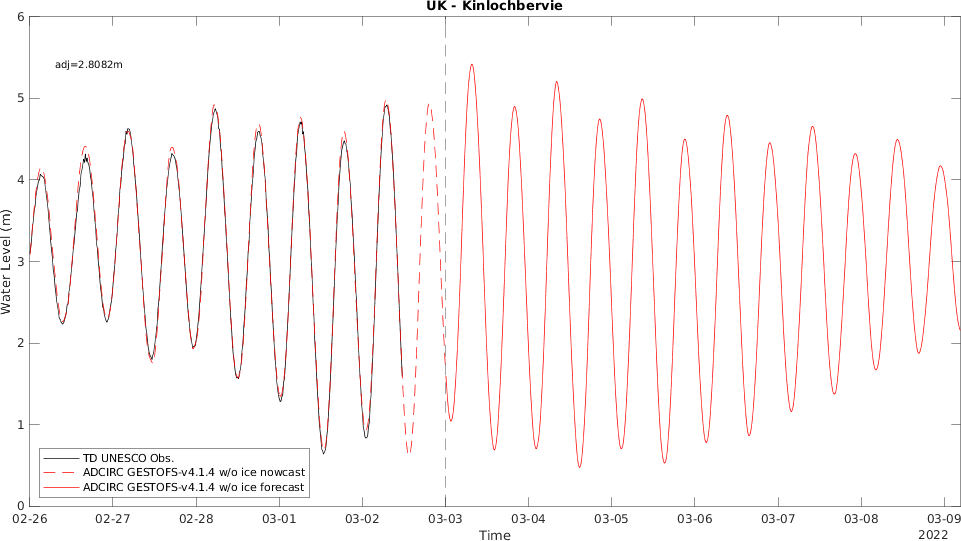 UK - Kinlochbervie
adj=2.8082m
6
5
4
3
2
1
0
Water Level (m)
TD UNESCO Obs.
ADCIRC GESTOFS-v4.1.4 w/o ice nowcast
ADCIRC GESTOFS-v4.1.4 w/o ice forecast
02-26 02-27 02-28 03-01 03-02 03-03 03-04 03-05 03-06 03-07 03-08 03-09
Time
2022